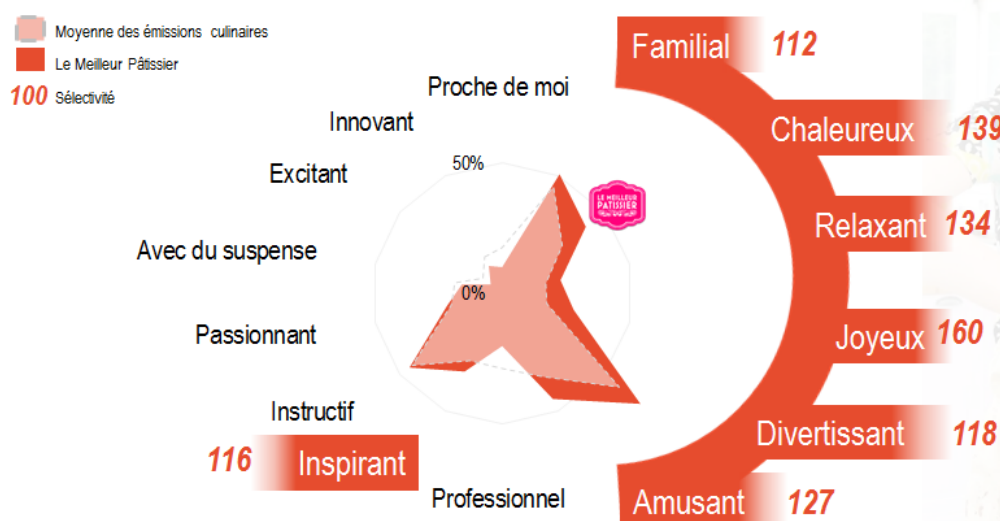 Moyenne des émissions culinaires
Le Meilleur Pâtissier
100 Sélectivité
Familial 112
Proche de moi
Innovant
Chaleureux 139
Excitant
50%
LE MEILLEUR
PATISSIER
Relaxant 134
Avec du suspense
0%
Passionnant
Joyeux 160
Instructif
Divertissant 118
116 Inspirant
Professionnel
Amusant 127